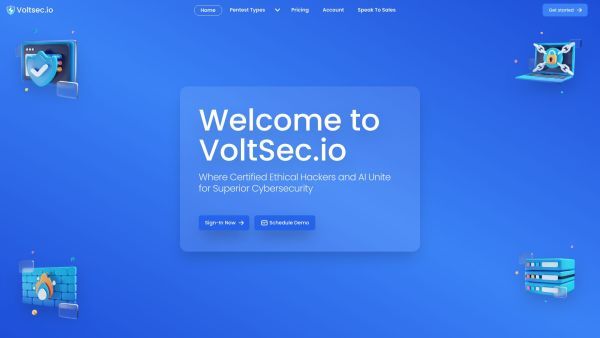 Voltsec.io
Home Pentest Types Pricing Account Speak To Sales
Get started
Welcome to
VoltSec.io
Where Certified Ethical Hackers and AI Unite
for Superior Cybersecurity
Sign-In Now Schedule Demo